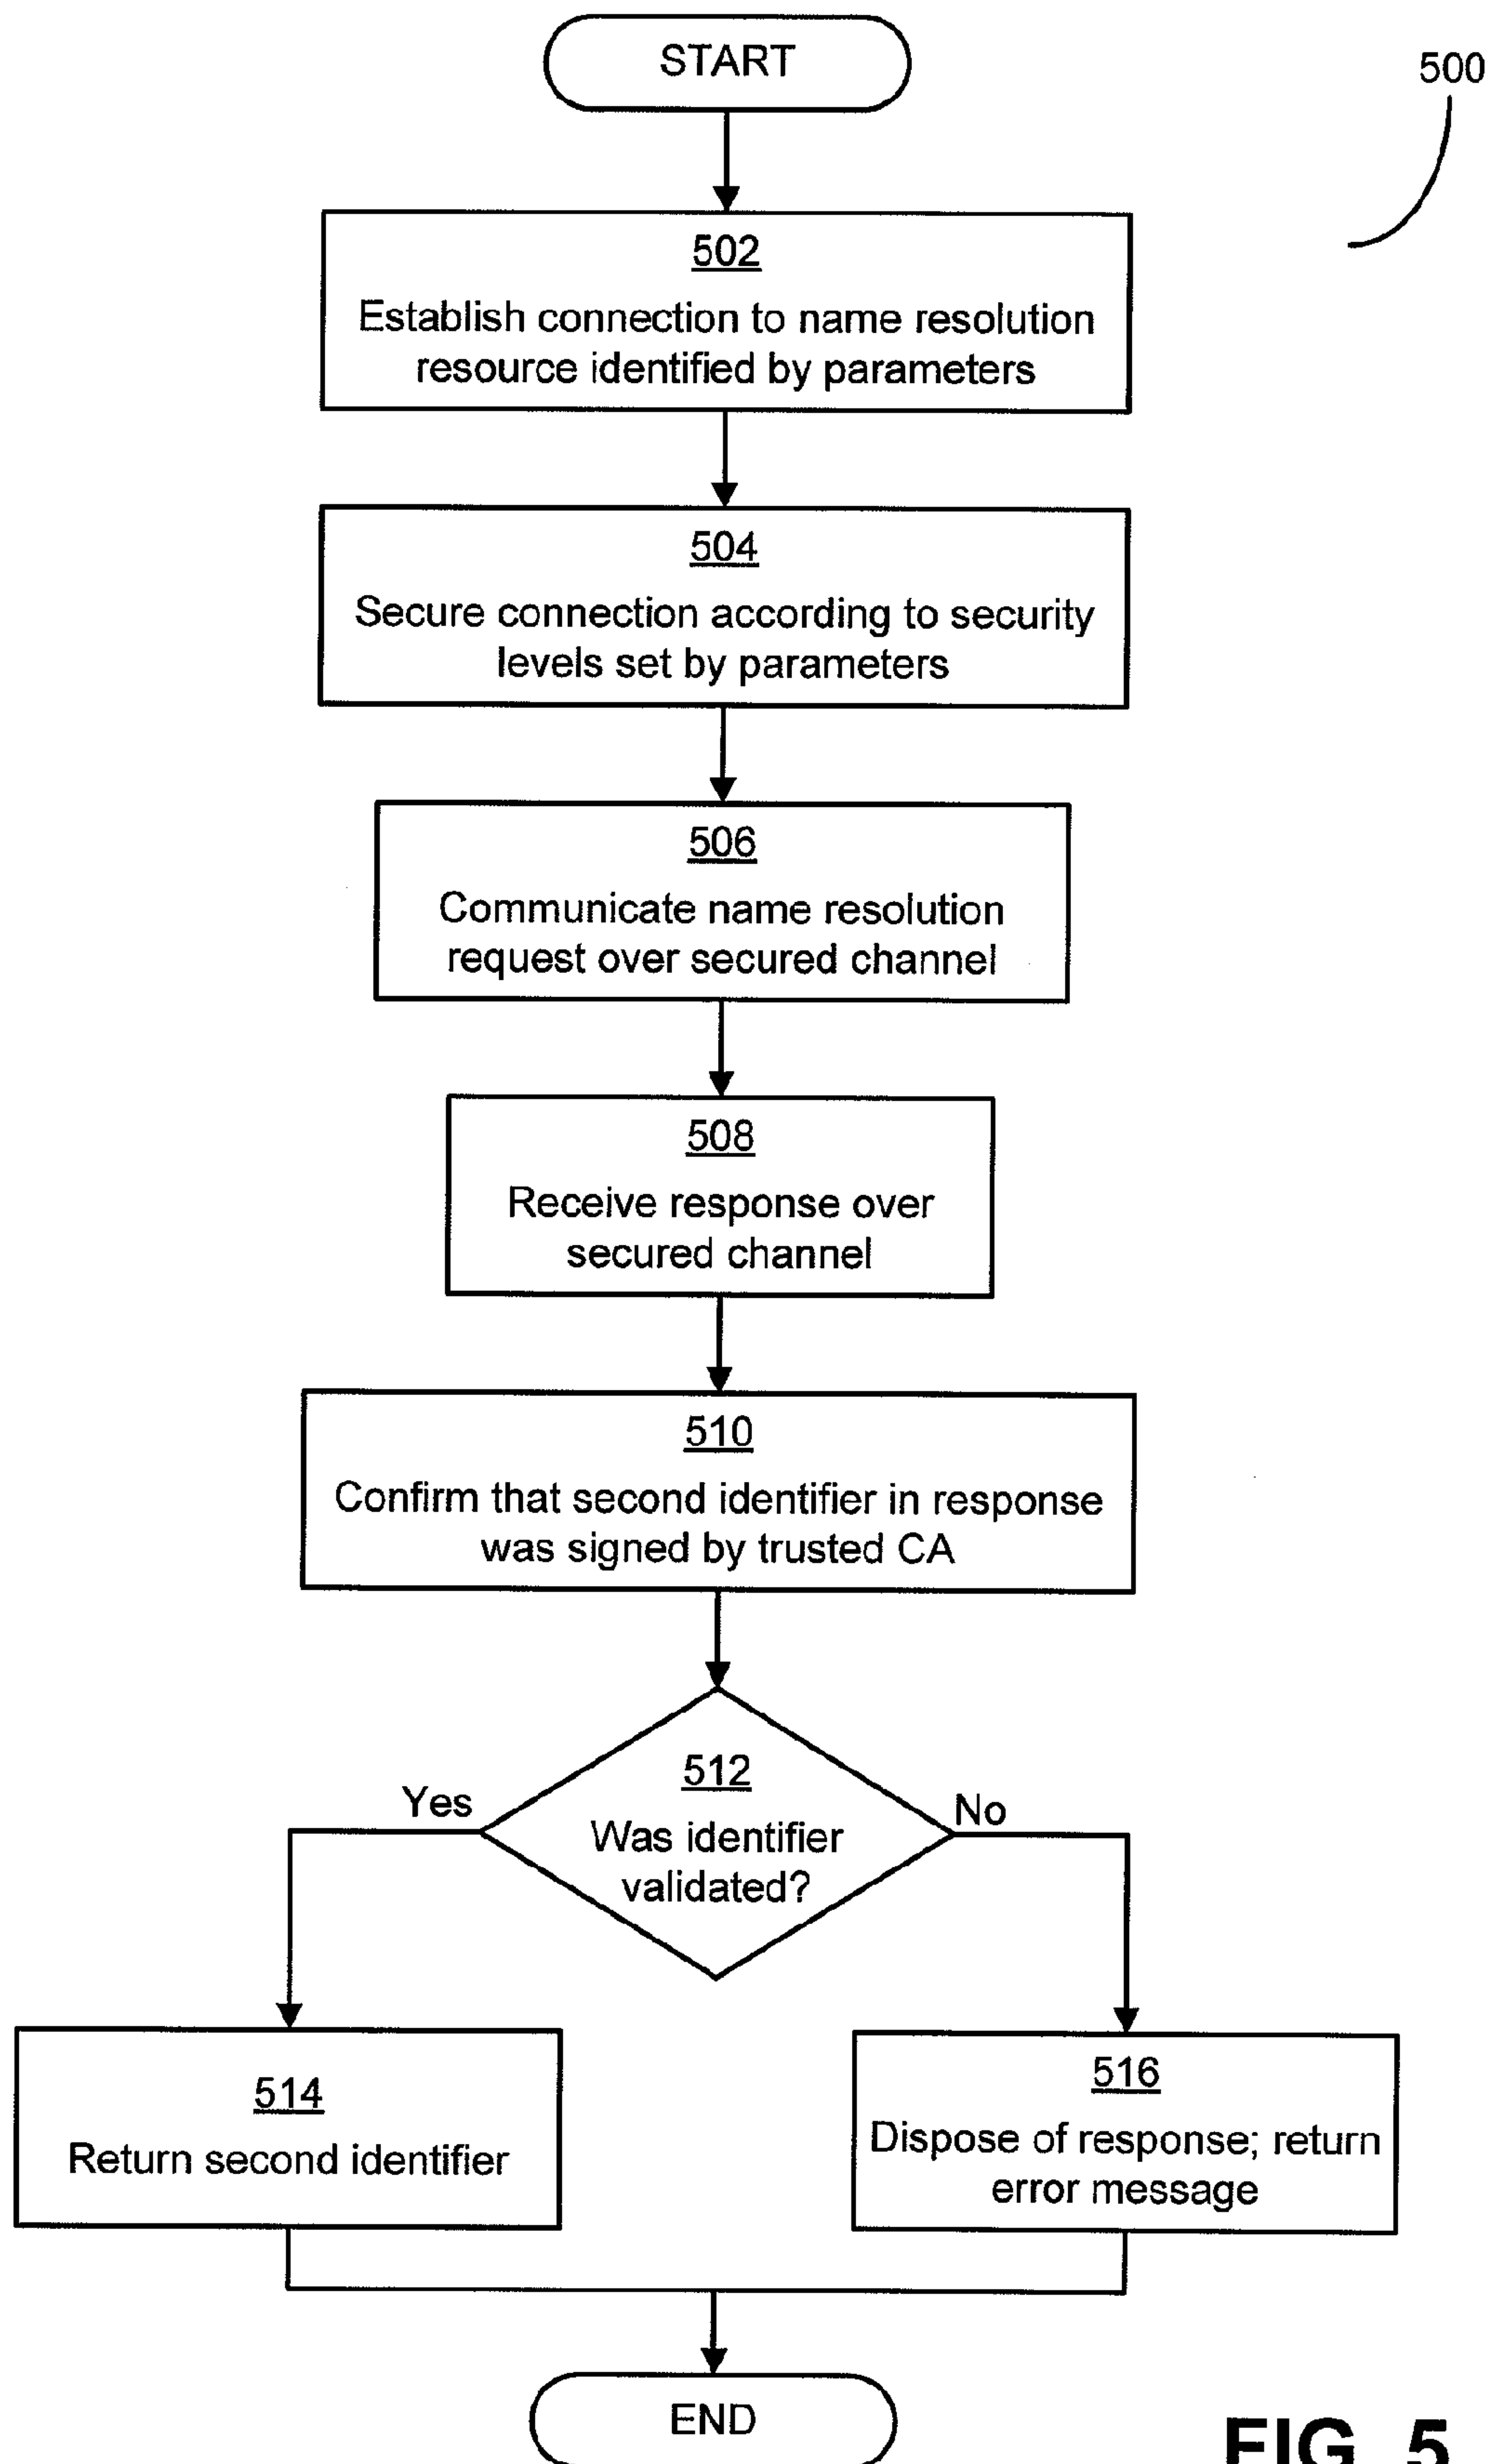 START
500
502
Establish connection to name resolution
resource identified by parameters
504
Secure connection according to security
levels set by parameters
506
Communicate name resolution
request over secured channel
508
Receive response over
secured channel
510
Confirm that second identifier in response
was signed by trusted CA
512
Was identifier
validated?
Yes
No
514
Return second identifier
516
Dispose of response; return
error message
END
FIG. 5